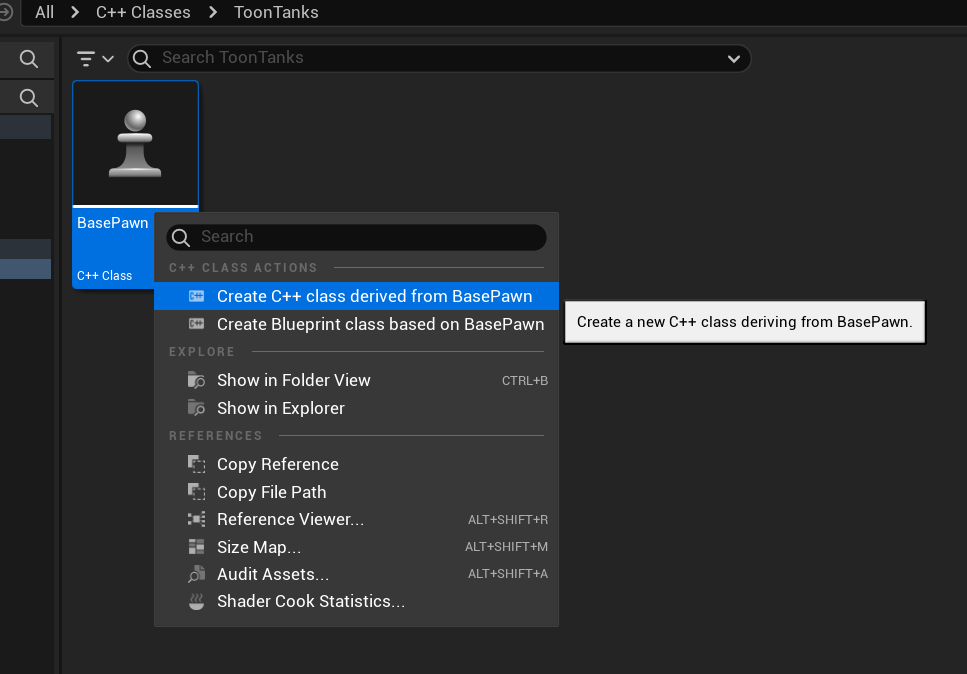 All > C++ Classes > ToonTanks
Search ToonTanks
BasePawn
C++ Class
Search
C++ CLASS ACTIONS
Create C++ class derived from BasePawn
Create Blueprint class based on BasePawn
Create a new C++ class deriving from BasePawn.
EXPLORE
Show in Folder View CTRL+B
Show in Explorer
REFERENCES
Copy Reference
Copy File Path
Reference Viewer... ALT+SHIFT+R
Size Map... ALT+SHIFT+M
Audit Assets... ALT+SHIFT+A
Shader Cook Statistics...